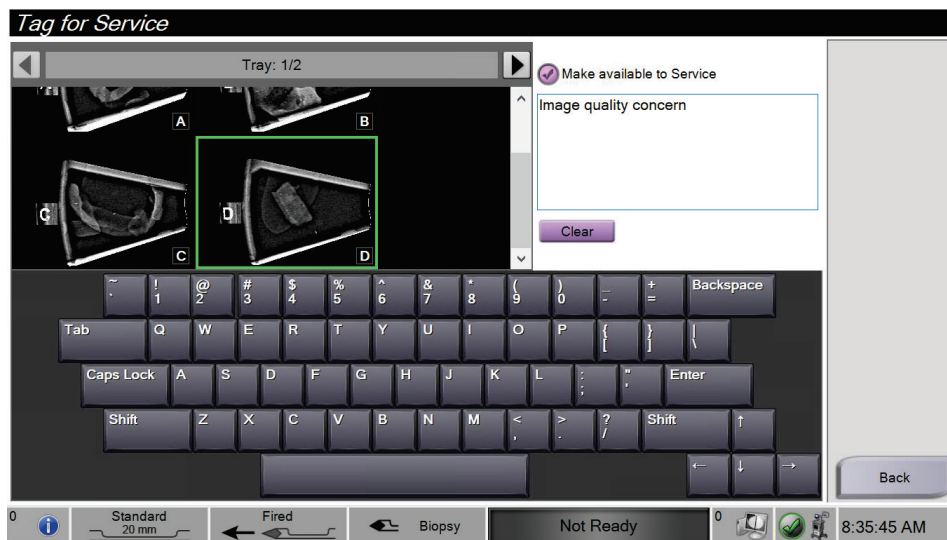 Tag for Service
Tray: 1/2
Make available to Service
A
B
Image quality concern
C
D
C
D
Clear
~ ! @ # $ % ^ & * ( ) _ + Backspace
` 1 2 3 4 5 6 7 8 9 0 - =
Tab Q W E R T Y U I O P { } |
[ ] \
Caps Lock A S D F G H J K L : " Enter
; '
Shift Z X C V B N M < > ? Shift ↑
, . /
← ↓ →
Back
0
Standard
20 mm
Fired
Biopsy
Not Ready
0
8:35:45 AM